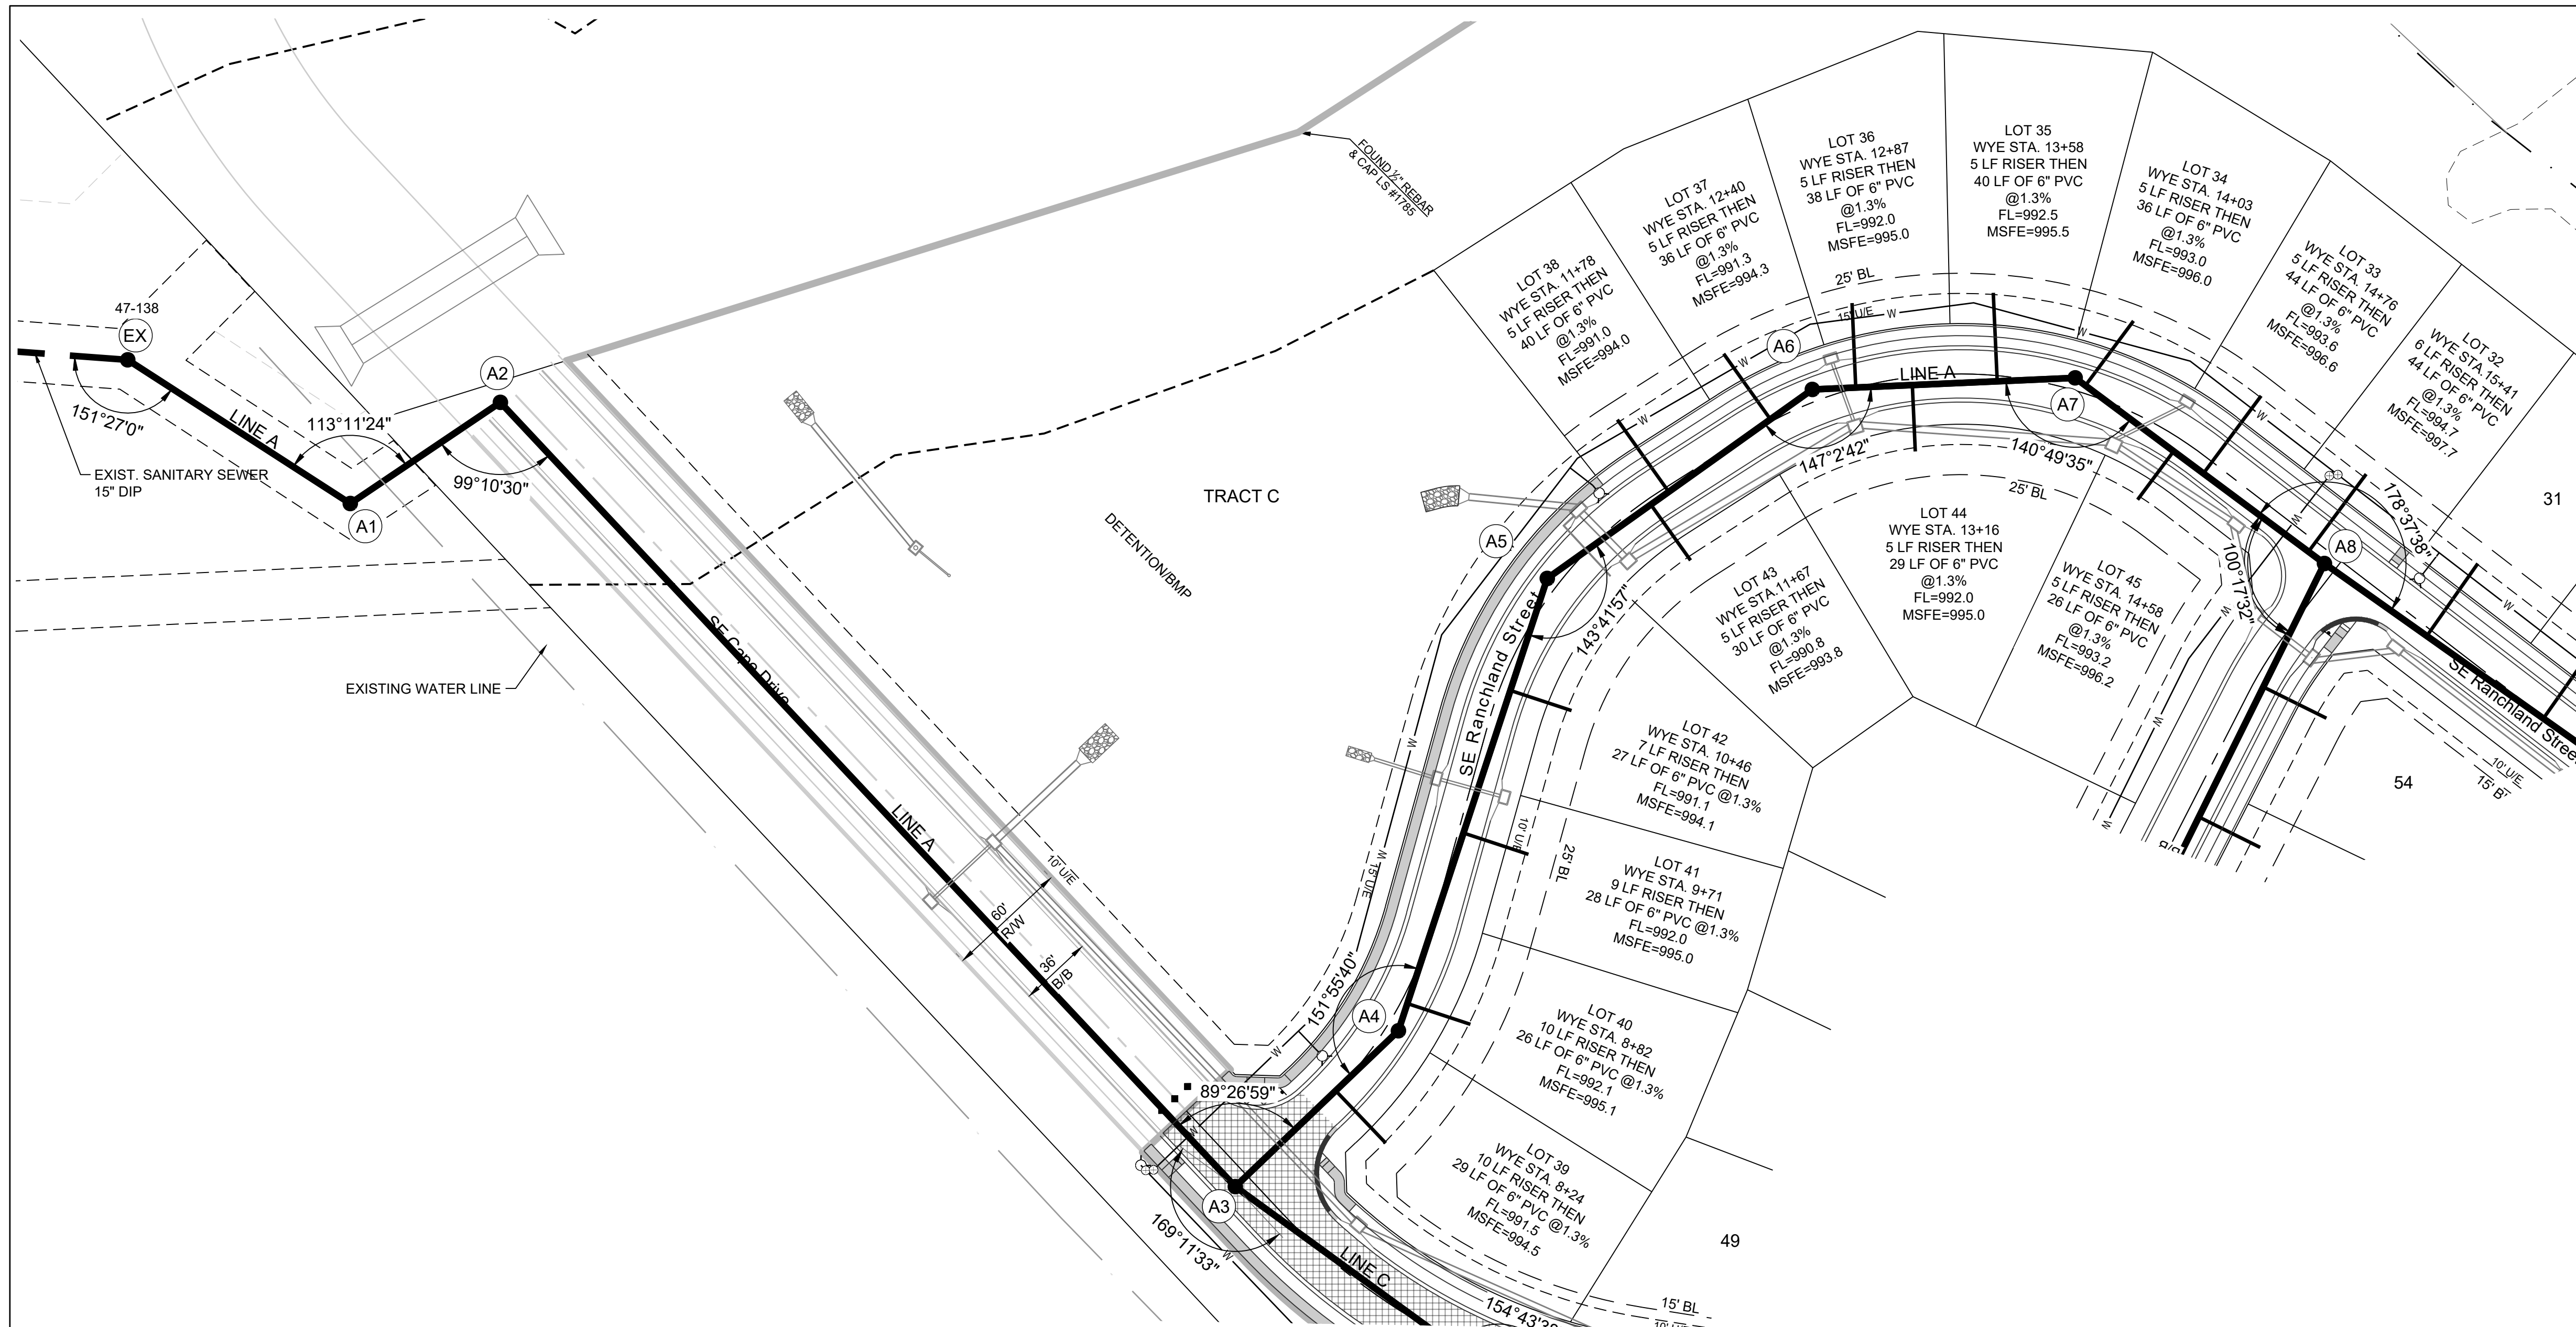 FOUND ½" REBAR
& CAP LS #1785
47-138
EX
151°27'0"
LINE A
113°11'24"
A2
99°10'30"
A1
EXIST. SANITARY SEWER
15" DIP
EXISTING WATER LINE
TRACT C
DETENTION/BMP
SE Cape Drive
LINE A
60'
R/W
36'
B/B
10' U/E
LOT 38
WYE STA. 11+78
5 LF RISER THEN
40 LF OF 6" PVC
@1.3%
FL=991.0
MSFE=994.0
LOT 37
WYE STA. 12+40
5 LF RISER THEN
36 LF OF 6" PVC
@1.3%
FL=991.3
MSFE=994.3
LOT 36
WYE STA. 12+87
5 LF RISER THEN
38 LF OF 6" PVC
@1.3%
FL=992.0
MSFE=995.0
LOT 35
WYE STA. 13+58
5 LF RISER THEN
40 LF OF 6" PVC
@1.3%
FL=992.5
MSFE=995.5
LOT 34
WYE STA. 14+03
5 LF RISER THEN
36 LF OF 6" PVC
@1.3%
FL=993.0
MSFE=996.0
LOT 33
WYE STA. 14+76
5 LF RISER THEN
44 LF OF 6" PVC
@1.3%
FL=993.6
MSFE=996.6
LOT 32
WYE STA. 15+41
6 LF RISER THEN
44 LF OF 6" PVC
@1.3%
FL=994.7
MSFE=997.7
31
25' BL
15' U/E
W
W
W
W
W
W
W
W
W
A6
LINE A
A7
147°2'42"
140°49'35"
25' BL
178°37'38"
A8
100°17'32"
A5
143°41'57"
LOT 43
WYE STA. 11+67
5 LF RISER THEN
30 LF OF 6" PVC
@1.3%
FL=990.8
MSFE=993.8
LOT 44
WYE STA. 13+16
5 LF RISER THEN
29 LF OF 6" PVC
@1.3%
FL=992.0
MSFE=995.0
LOT 45
WYE STA. 14+58
5 LF RISER THEN
26 LF OF 6" PVC
@1.3%
FL=993.2
MSFE=996.2
SE Ranchland Street
SE Ranchland Stree
10' U/E
15' B
54
W
W
W
LOT 42
WYE STA. 10+46
7 LF RISER THEN
27 LF OF 6" PVC @1.3%
FL=991.1
MSFE=994.1
LOT 41
WYE STA. 9+71
9 LF RISER THEN
28 LF OF 6" PVC @1.3%
FL=992.0
MSFE=995.0
LOT 40
WYE STA. 8+82
10 LF RISER THEN
26 LF OF 6" PVC @1.3%
FL=992.1
MSFE=995.1
LOT 39
WYE STA. 8+24
10 LF RISER THEN
29 LF OF 6" PVC @1.3%
FL=991.5
MSFE=994.5
10' U/E
25' BL
W
W
15' U/E
151°55'40"
A4
W
89°26'59"
W
A3
169°11'33"
W
LINE C
49
15' BL